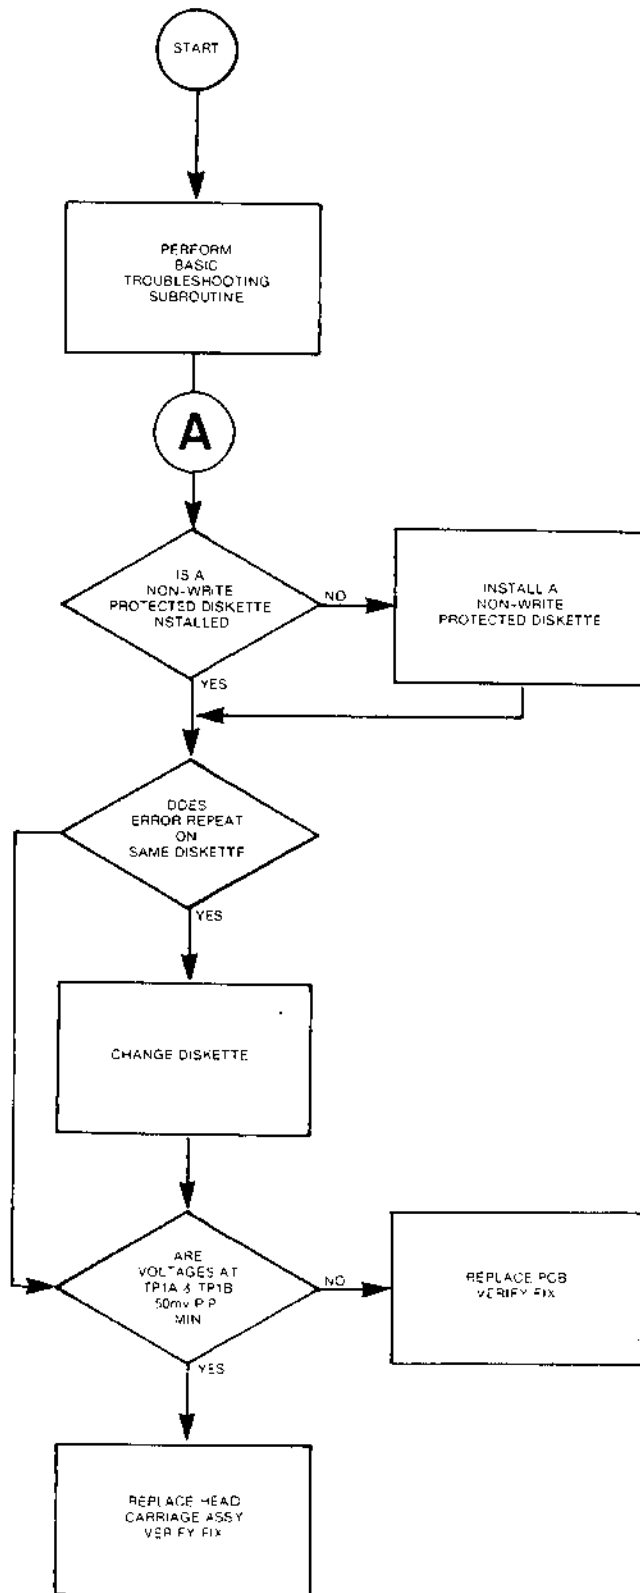 START
PERFORM
BASIC
TROUBLESHOOTING
SUBROUTINE
A
IS A
NON-WRITE
PROTECTED DISKETTE
NSTALLED
NO
INSTALL A
NON-WRITE
PROTECTED DISKETTE
YES
DOES
ERROR REPEAT
ON
SAME DISKETTE
YES
CHANGE DISKETTE
ARE
VOLTAGES AT
TP1A & TP1B
50mv P P
MIN
NO
REPLACE PCB
VERIFY FIX
YES
REPLACE HEAD
CARRIAGE ASSY
VERIFY FIX